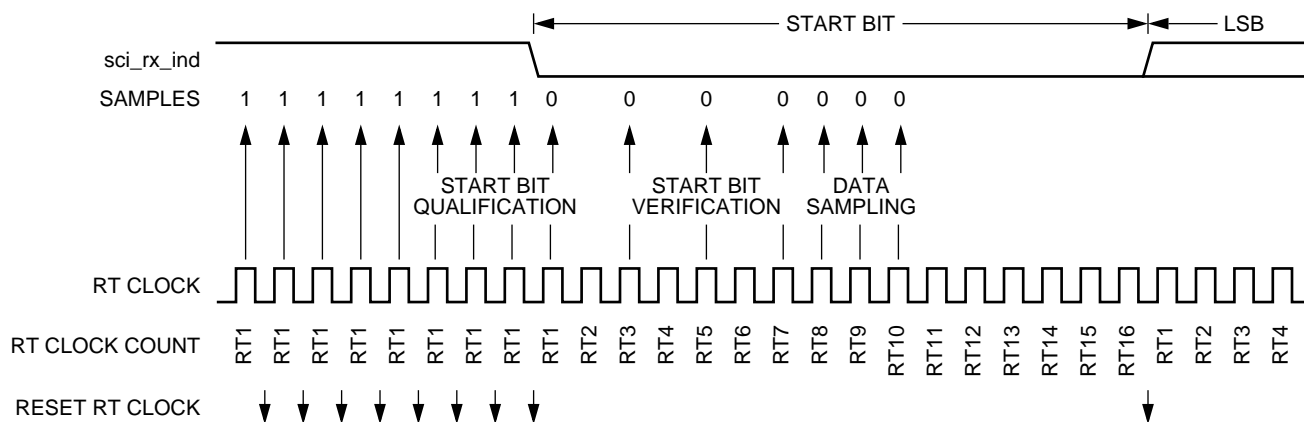 START BIT
LSB
sci_rx_ind
SAMPLES 1 1 1 1 1 1 1 1 0 0 0 0 0 0 0
START BIT QUALIFICATION
START BIT VERIFICATION
DATA SAMPLING
RT CLOCK
RT CLOCK COUNT RT1 RT1 RT1 RT1 RT1 RT1 RT1 RT1 RT1 RT2 RT3 RT4 RT5 RT6 RT7 RT8 RT9 RT10 RT11 RT12 RT13 RT14 RT15 RT16 RT1 RT2 RT3 RT4
RESET RT CLOCK